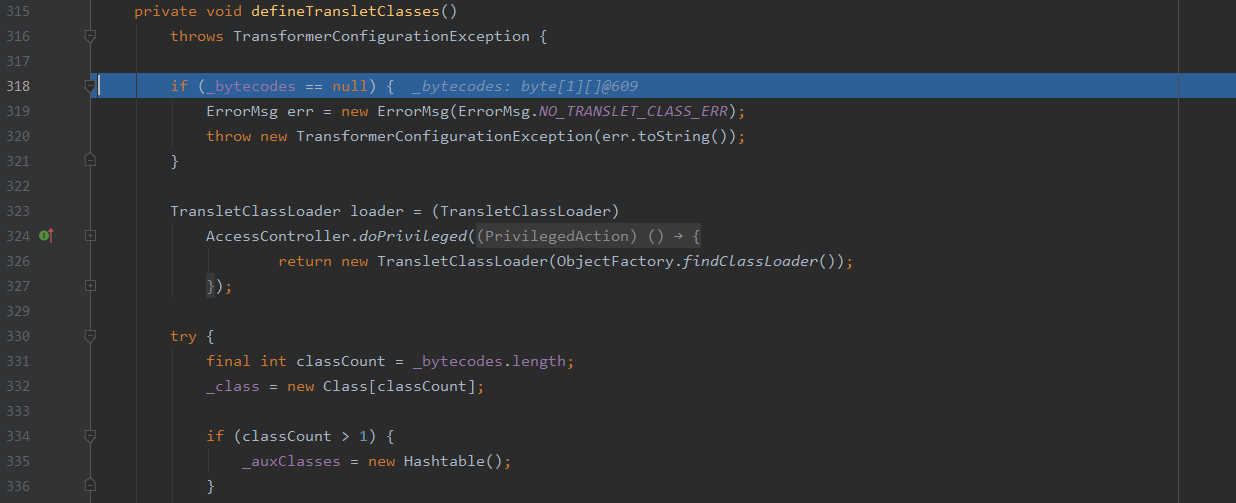 315 private void defineTransletClasses()
316 throws TransformerConfigurationException {
317
318 if (_bytecodes == null) { _bytecodes: byte[1][]@609
319 ErrorMsg err = new ErrorMsg(ErrorMsg.NO_TRANSLET_CLASS_ERR);
320 throw new TransformerConfigurationException(err.toString());
321 }
322
323 TransletClassLoader loader = (TransletClassLoader)
324 AccessController.doPrivileged((PrivilegedAction) () → {
326 return new TransletClassLoader(ObjectFactory.findClassLoader());
327 });
329
330 try {
331 final int classCount = _bytecodes.length;
332 _class = new Class[classCount];
333
334 if (classCount > 1) {
335 _auxClasses = new Hashtable();
336 }